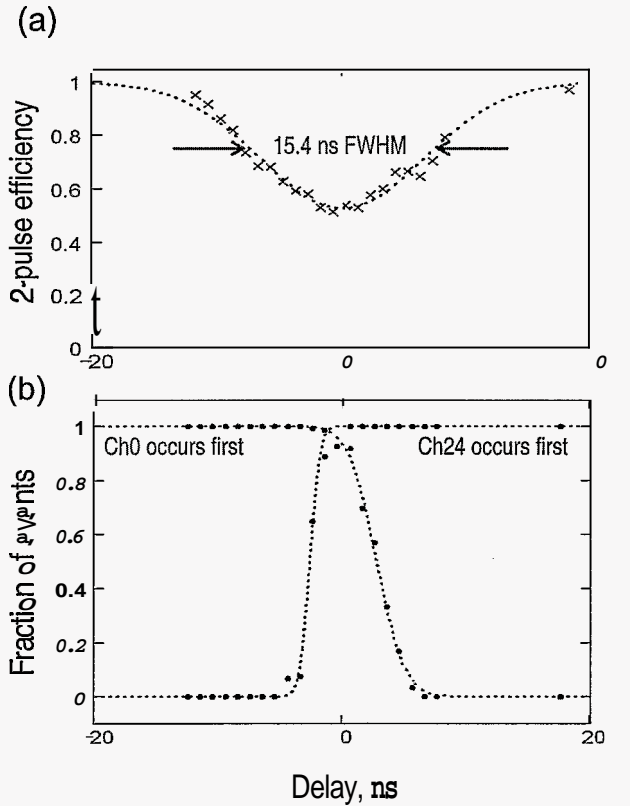 (a)
1
0.8
0.6
0.4
0.2
0
2-pulse efficiency
15.4 ns FWHM
-20
0
0
(b)
1
0.8
0.6
0.4
0.2
0
Fraction of events
Ch0 occurs first
Ch24 occurs first
-20
0
20
Delay, ns